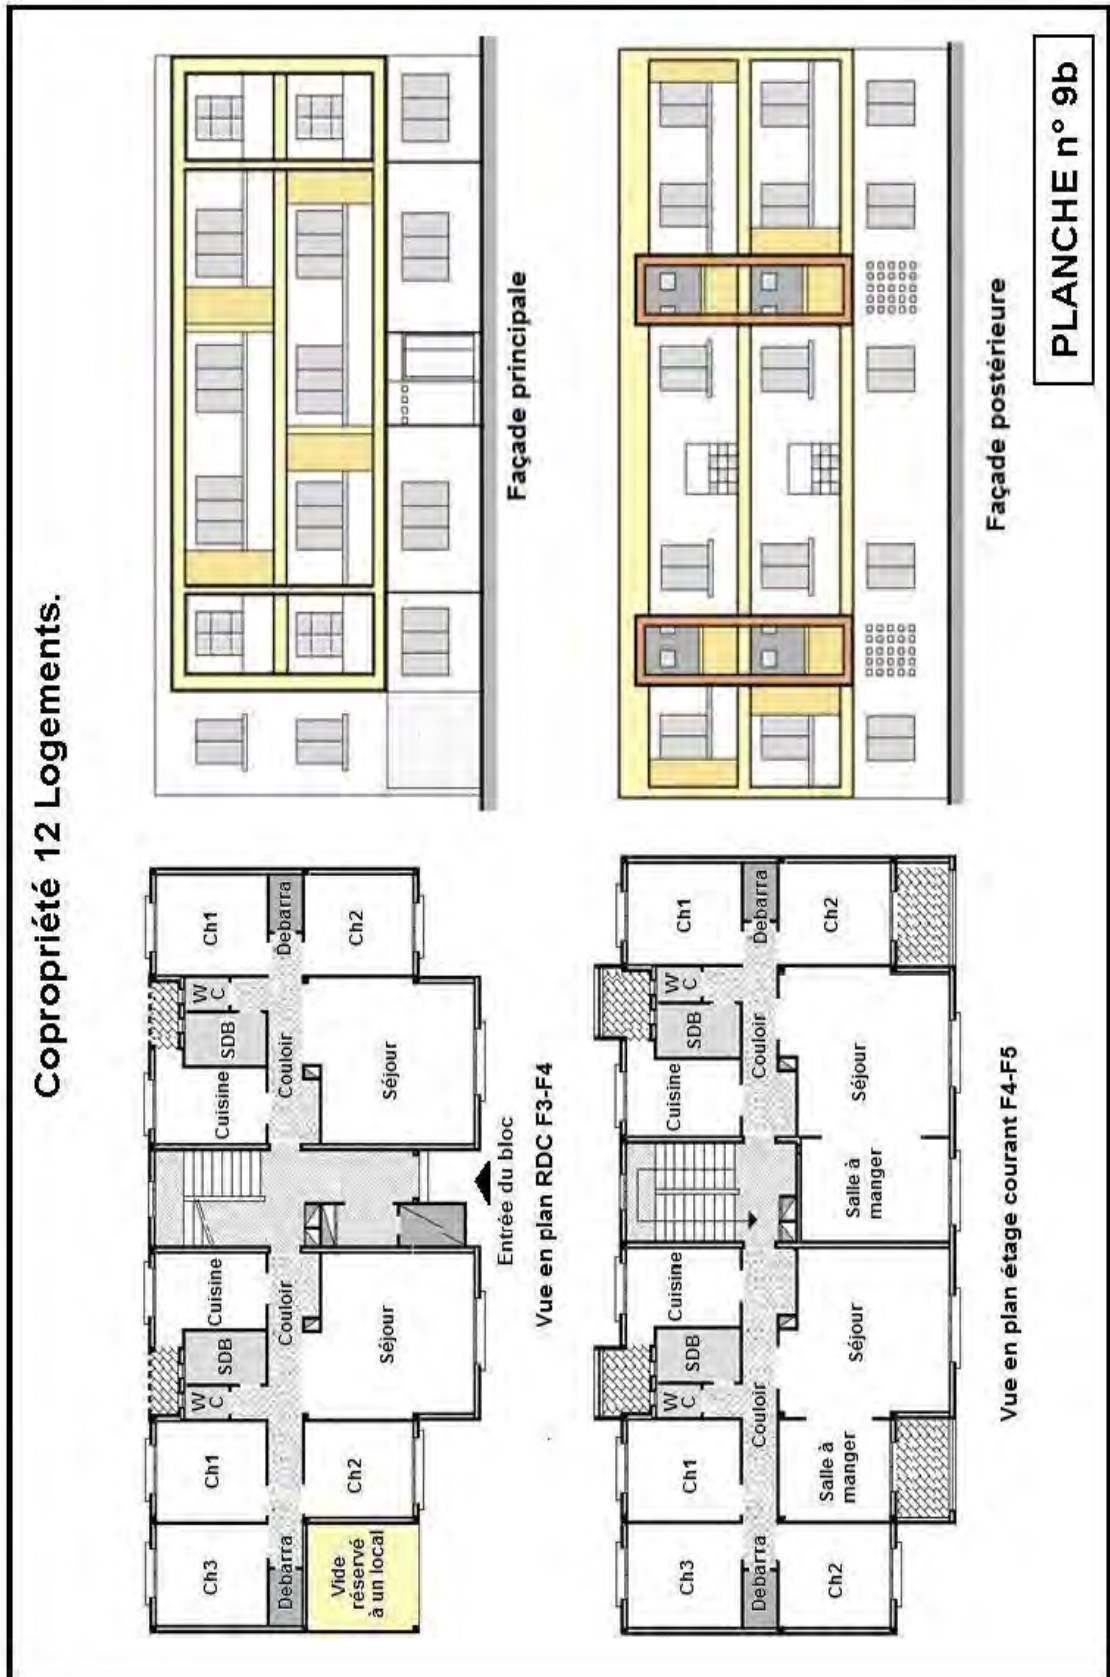 Copropriété 12 Logements.
Ch3
Ch1
W
C
SDB
Cuisine
Cuisine
SDB
W
C
Ch1
Debarra
Couloir
Couloir
Debarra
Vide
réservé
à un local
Ch2
Séjour
Séjour
Ch2
Entrée du bloc
Vue en plan RDC F3-F4
Façade principale
Ch3
Ch1
W
C
SDB
Cuisine
Cuisine
SDB
W
C
Ch1
Debarra
Couloir
Couloir
Debarra
Ch2
Salle à
manger
Séjour
Salle à
manger
Séjour
Ch2
Vue en plan étage courant F4-F5
Façade postérieure
PLANCHE n° 9b